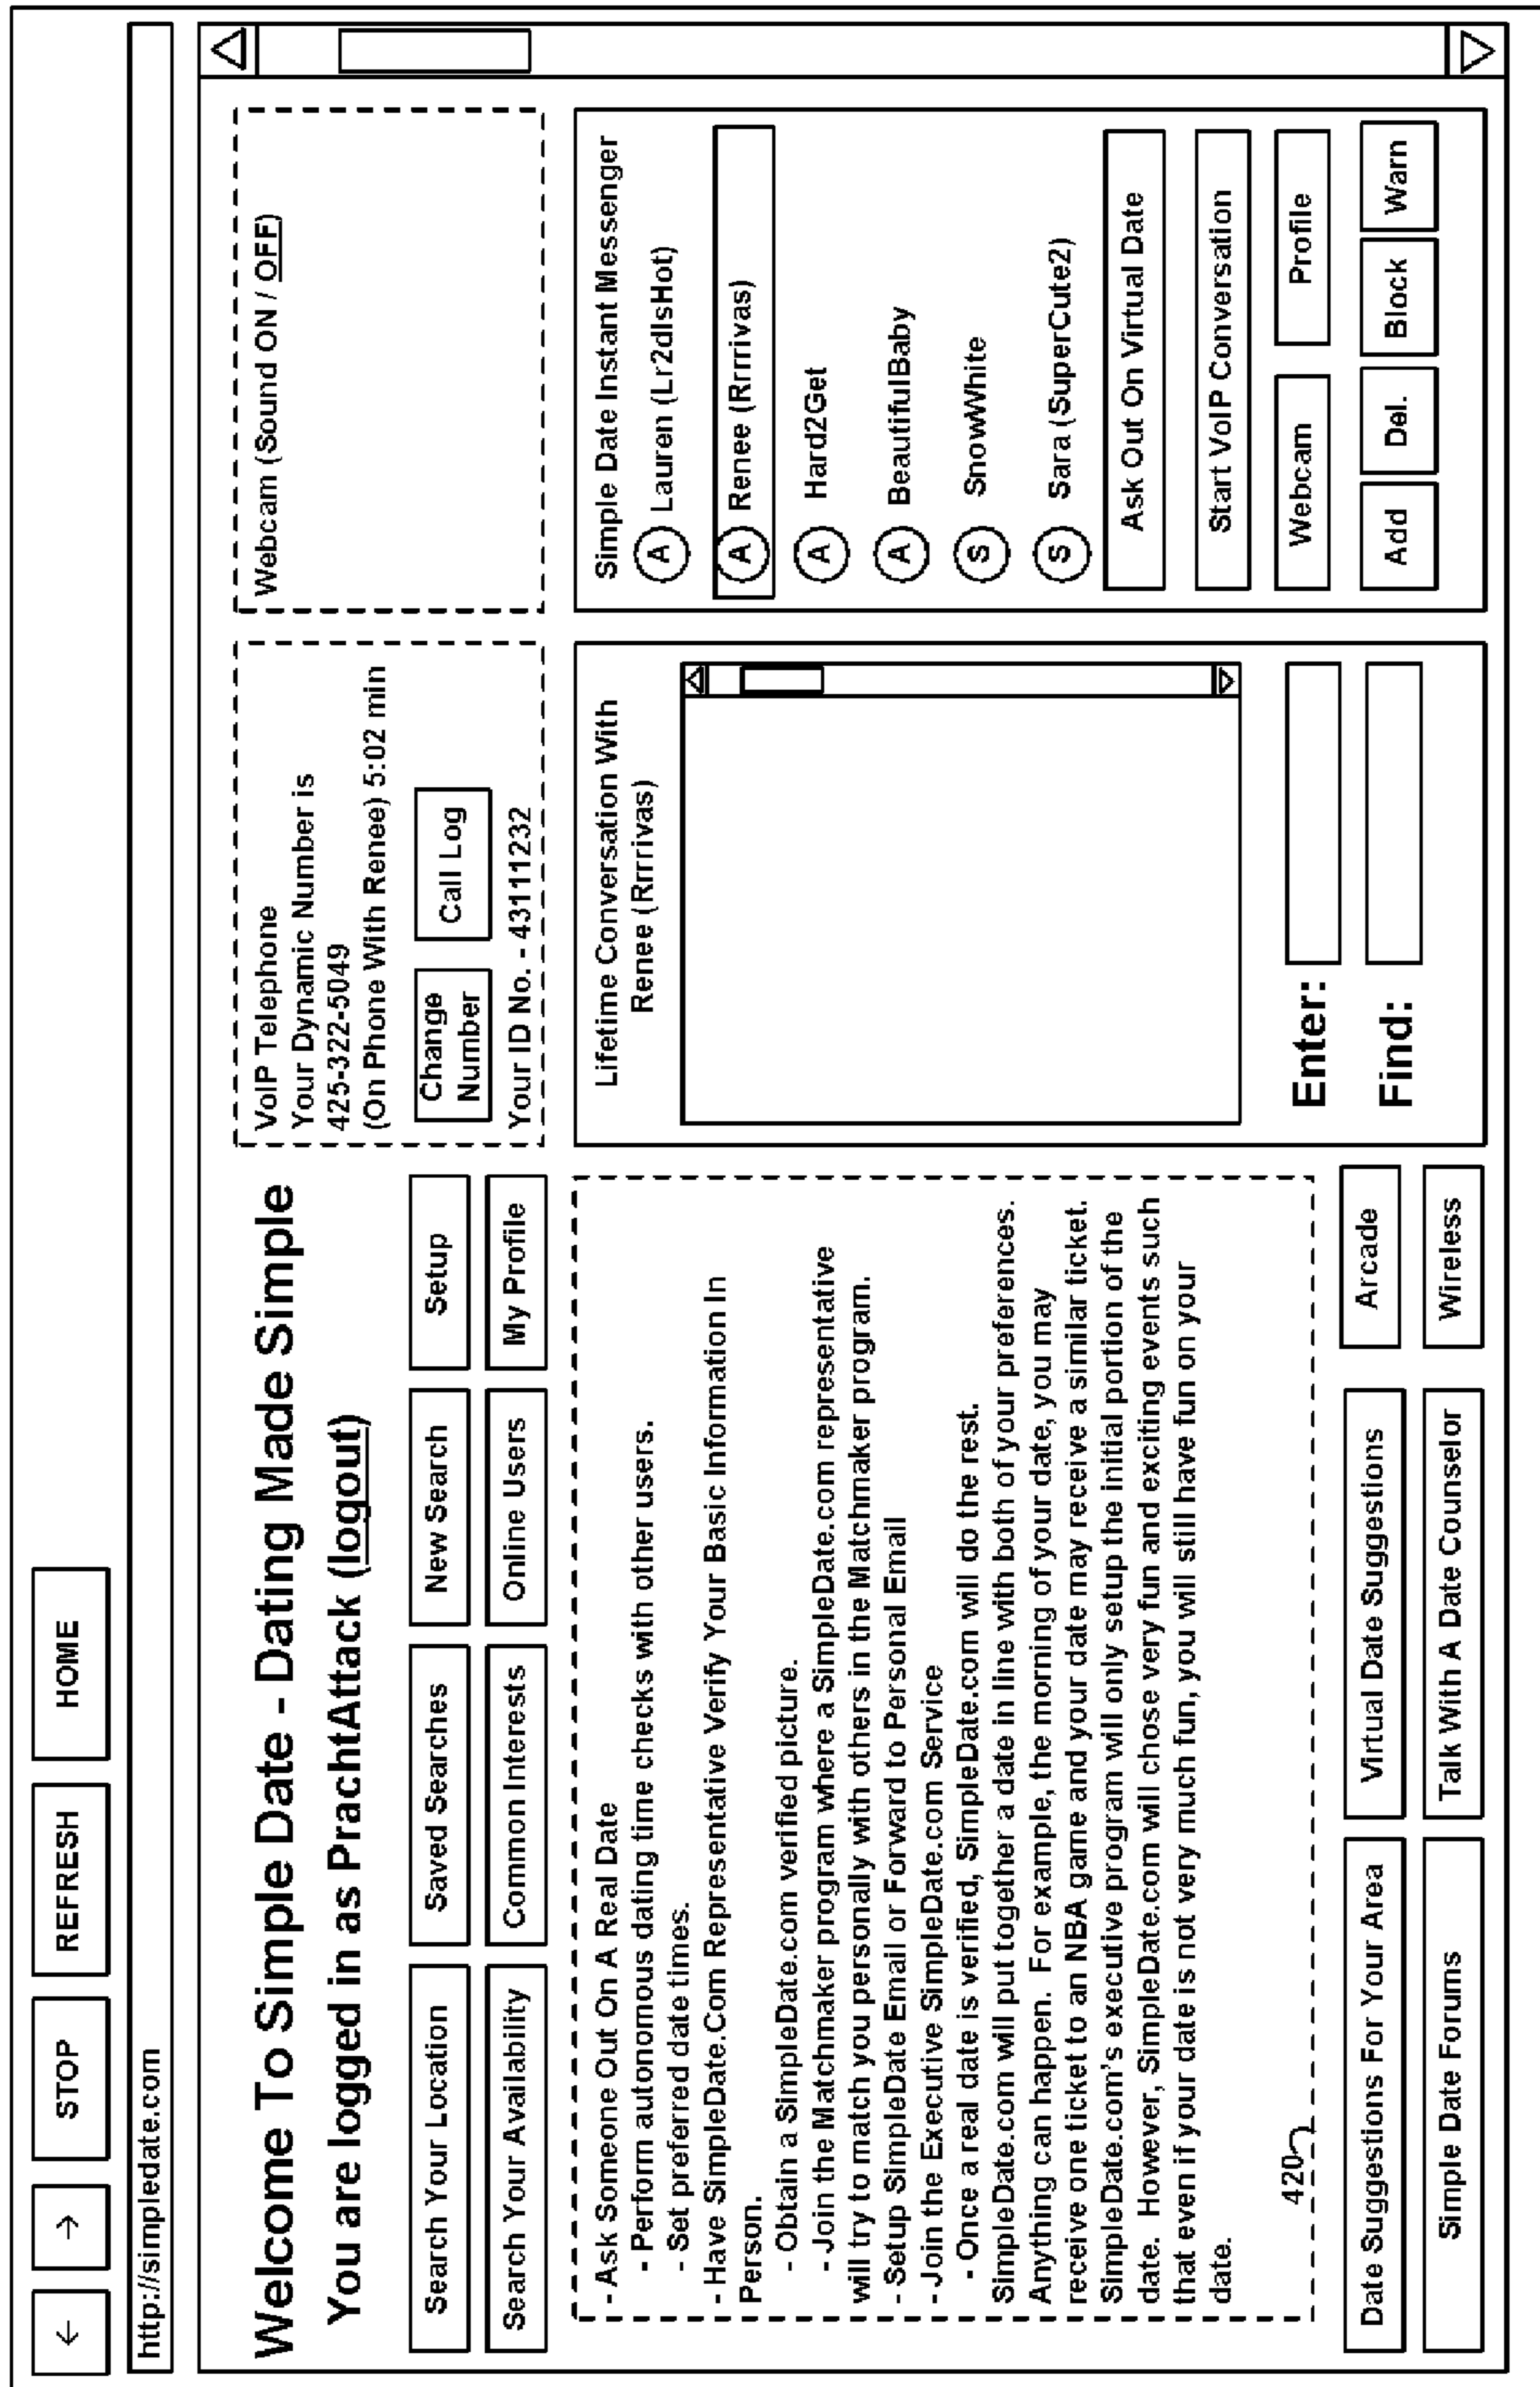 ← → STOP REFRESH HOME
http://simpledate.com
Welcome To Simple Date - Dating Made Simple
You are logged in as PrachtAttack (logout)
Search Your Location Saved Searches New Search Setup
Search Your Availability Common Interests Online Users My Profile
- Ask Someone Out On A Real Date
- Perform autonomous dating time checks with other users.
- Set preferred date times.
- Have SimpleDate.Com Representative Verify Your Basic Information In
Person.
- Obtain a SimpleDate.com verified picture.
- Join the Matchmaker program where a SimpleDate.com representative
will try to match you personally with others in the Matchmaker program.
- Setup SimpleDate Email or Forward to Personal Email
- Join the Executive SimpleDate.com Service
- Once a real date is verified, SimpleDate.com will do the rest.
SimpleDate.com will put together a date in line with both of your preferences.
Anything can happen. For example, the morning of your date, you may
receive one ticket to an NBA game and your date may receive a similar ticket.
SimpleDate.com's executive program will only setup the initial portion of the
date. However, SimpleDate.com will chose very fun and exciting events such
that even if your date is not very much fun, you will still have fun on your
date.
420
Date Suggestions For Your Area Virtual Date Suggestions Arcade
Simple Date Forums Talk With A Date Counselor Wireless
VoIP Telephone
Your Dynamic Number is
425-322-5049
(On Phone With Renee) 5:02 min
Change
Number
Call Log
Your ID No. - 43111232
Lifetime Conversation With
Renee (Rrrrivas)
Enter:
Find:
Webcam (Sound ON / OFF)
Simple Date Instant Messenger
A Lauren (Lr2dIsHot)
A Renee (Rrrrivas)
A Hard2Get
A BeautifulBaby
S SnowWhite
S Sara (SuperCute2)
Ask Out On Virtual Date
Start VoIP Conversation
Webcam Profile
Add Del. Block Warn